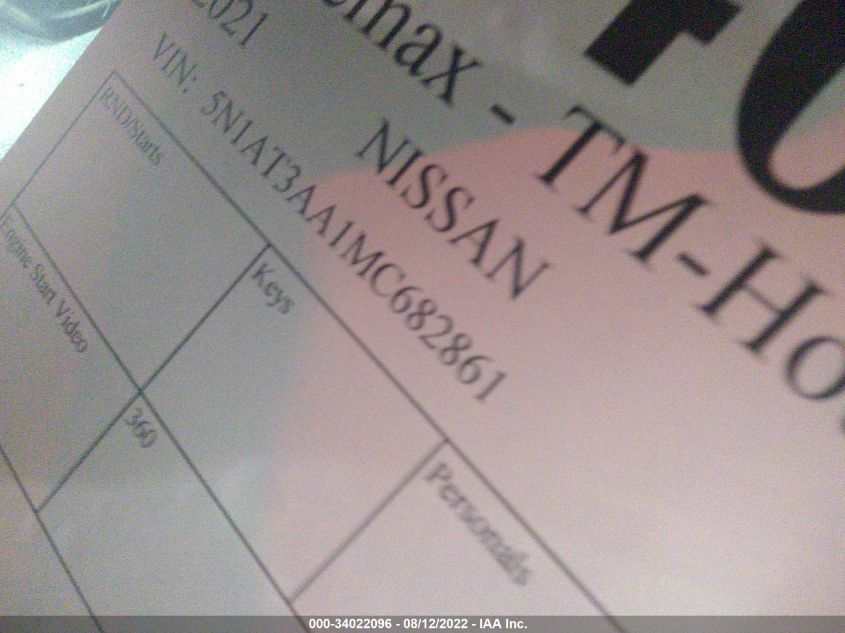 emax - TM-Ho
2021
NISSAN
VIN: 5N1AT3AA1MC682861
RND/Starts
Keys
Personals
Engine Start Video
360
000-34022096 - 08/12/2022 - IAA Inc.